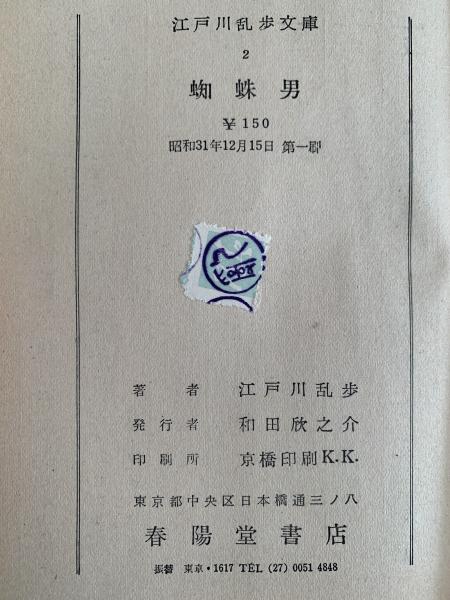 江戸川乱歩文庫
2
蜘蛛男
¥150
昭和31年12月15日 第一刷
著者 江戸川乱歩
発行者 和田欣之介
印刷所 京橋印刷K.K.
東京都中央区日本橋通三ノ八
春陽堂書店
振替 東京・1617 TEL (27) 0051 4848